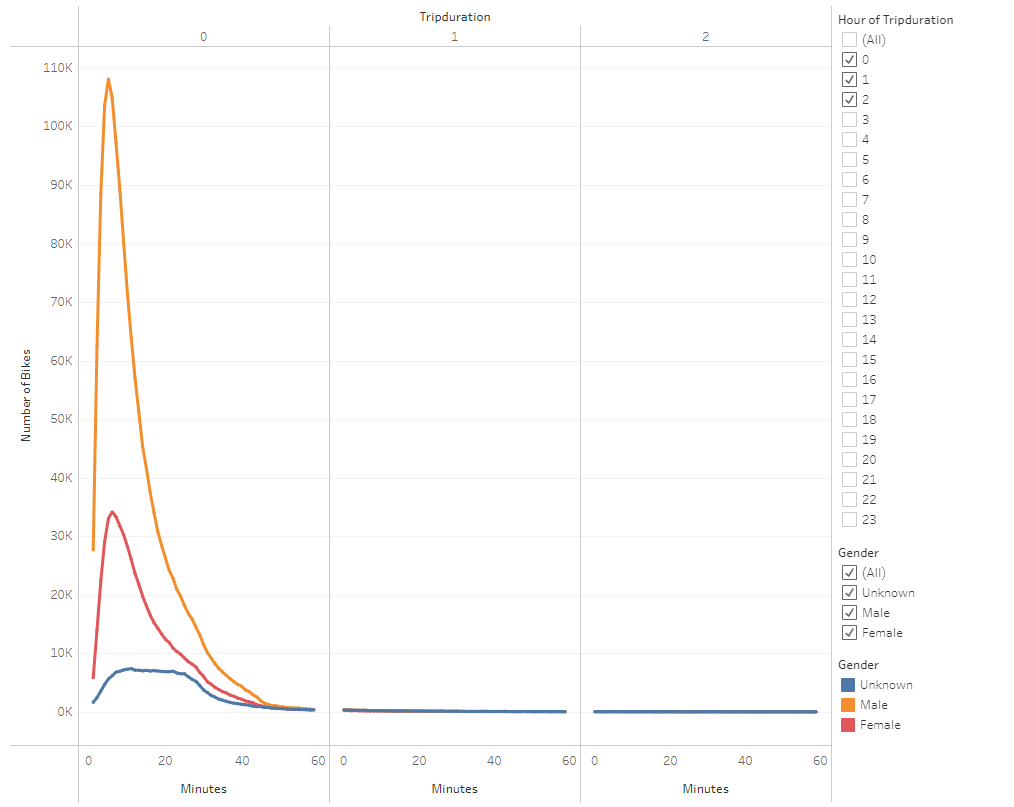 Tripduration
0 1 2
110K
100K
90K
80K
70K
60K
50K
40K
30K
20K
10K
0K
Number of Bikes
0 20 40 60 0 20 40 60 0 20 40 60
Minutes Minutes Minutes
Hour of Tripduration
(All)
0
1
2
3
4
5
6
7
8
9
10
11
12
13
14
15
16
17
18
19
20
21
22
23
Gender
(All)
Unknown
Male
Female
Gender
Unknown
Male
Female